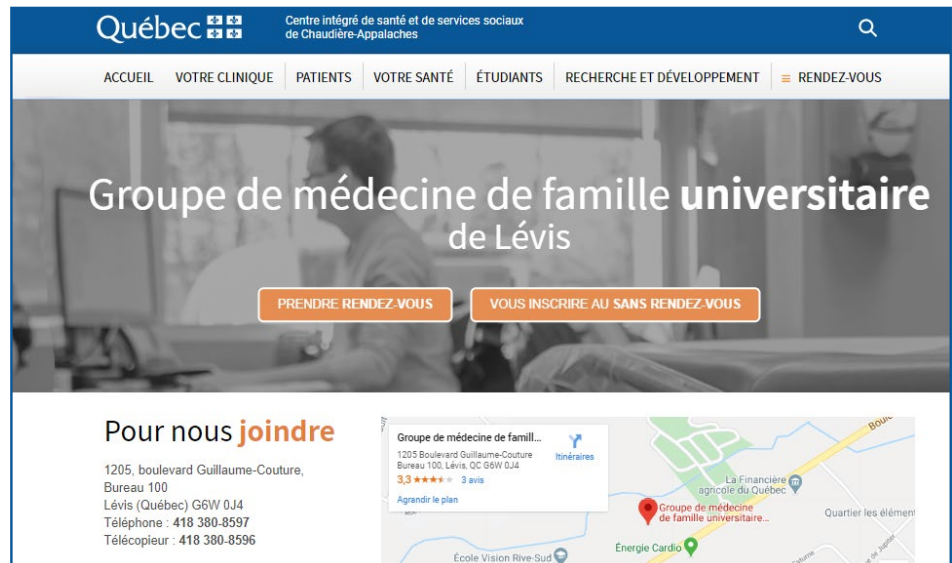 Québec
Centre intégré de santé et de services sociaux
de Chaudière-Appalaches
ACCUEIL VOTRE CLINIQUE PATIENTS VOTRE SANTÉ ÉTUDIANTS RECHERCHE ET DÉVELOPPEMENT RENDEZ-VOUS
Groupe de médecine de famille universitaire
de Lévis
PRENDRE RENDEZ-VOUS VOUS INSCRIRE AU SANS RENDEZ-VOUS
Pour nous joindre
1205, boulevard Guillaume-Couture,
Bureau 100
Lévis (Québec) G6W 0J4
Téléphone : 418 380-8597
Télécopieur : 418 380-8596
Groupe de médecine de famill...
Itinéraires
1205 Boulevard Guillaume-Couture
Bureau 100, Lévis, QC G6W 0J4
3,3 3 avis
Agrandir le plan
La Financière
agricole du Québec
Groupe de médecine
de famille universitaire...
Quartier les élémen
Énergie Cardio
École Vision Rive-Sud